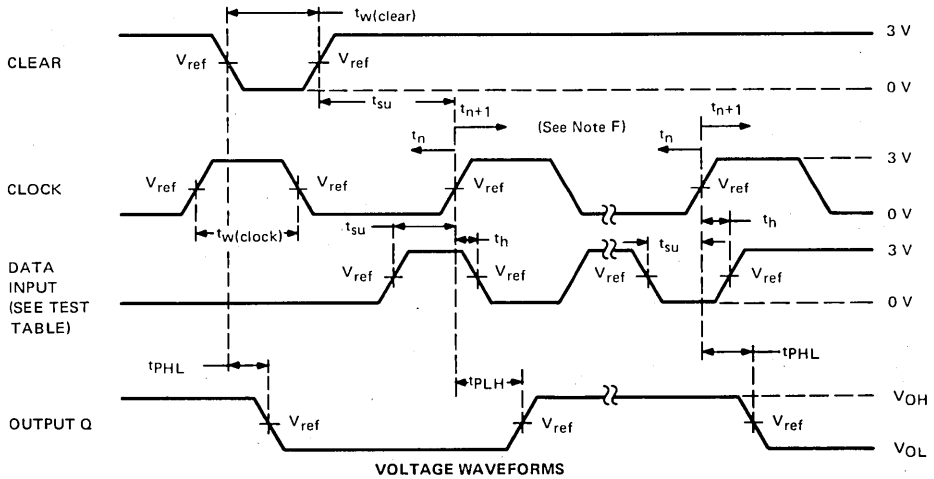 tw(clear)
CLEAR
Vref
Vref
3 V
0 V
tsu
tn+1
(See Note F)
tn+1
tn
tn
CLOCK
Vref
Vref
Vref
Vref
3 V
0 V
tw(clock)
tsu
th
tsu
th
DATA
INPUT
(SEE TEST
TABLE)
Vref
Vref
Vref
Vref
3 V
0 V
tPHL
tPLH
tPHL
OUTPUT Q
Vref
Vref
Vref
VOH
VOL
VOLTAGE WAVEFORMS